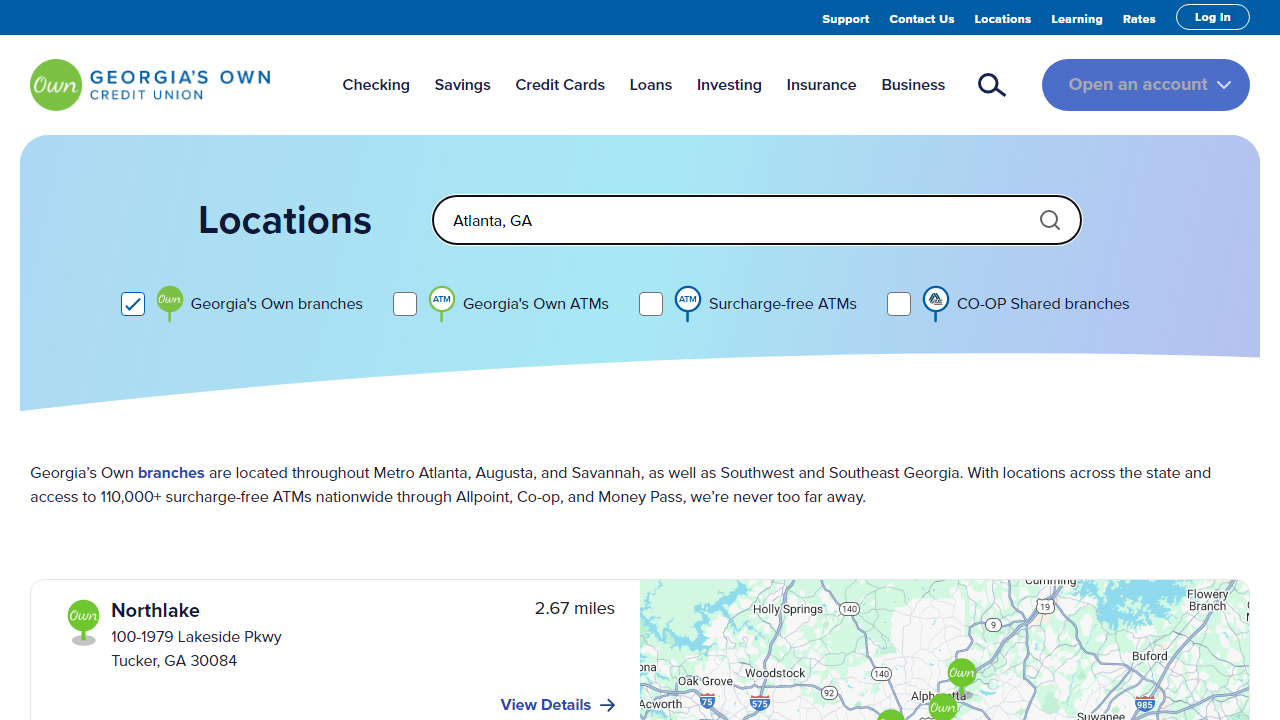 Support Contact Us Locations Learning Rates Log In
Own GEORGIA'S OWN
CREDIT UNION
Checking Savings Credit Cards Loans Investing Insurance Business Open an account
Locations
Atlanta, GA
Own Georgia's Own branches ATM Georgia's Own ATMs ATM Surcharge-free ATMs CO-OP Shared branches
Georgia’s Own branches are located throughout Metro Atlanta, Augusta, and Savannah, as well as Southwest and Southeast Georgia. With locations across the state and
access to 110,000+ surcharge-free ATMs nationwide through Allpoint, Co-op, and Money Pass, we’re never too far away.
Own Northlake 2.67 miles
100-1979 Lakeside Pkwy
Tucker, GA 30084
View Details
Cumming
Holly Springs 140 19 Flowery
Branch
9
Buford
Woodstock
Oak Grove 140 Own
92
75 575 Own 985
Acworth
Suwanee